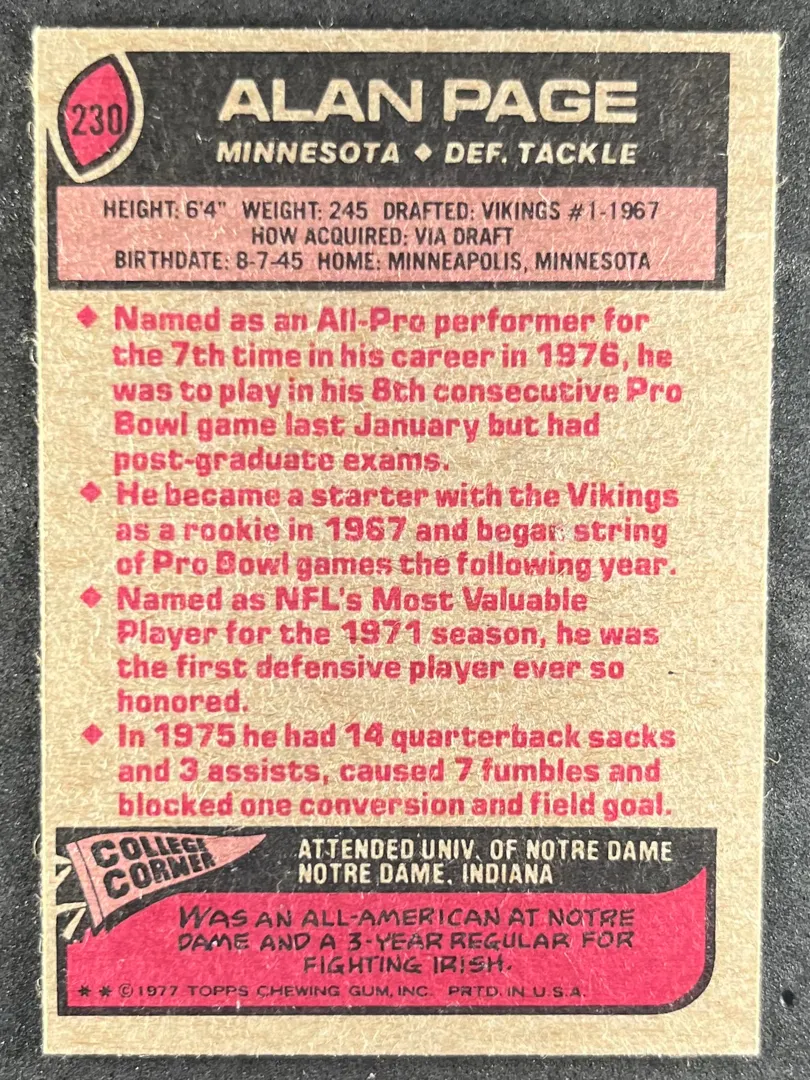 230
ALAN PAGE
MINNESOTA ◆ DEF. TACKLE
HEIGHT: 6'4" WEIGHT: 245 DRAFTED: VIKINGS #1-1967
HOW ACQUIRED: VIA DRAFT
BIRTHDATE: 8-7-45 HOME: MINNEAPOLIS, MINNESOTA
◆ Named as an All-Pro performer for
the 7th time in his career in 1976, he
was to play in his 8th consecutive Pro
Bowl game last January but had
post-graduate exams.
◆ He became a starter with the Vikings
as a rookie in 1967 and began string
of Pro Bowl games the following year.
◆ Named as NFL's Most Valuable
Player for the 1971 season, he was
the first defensive player ever so
honored.
◆ In 1975 he had 14 quarterback sacks
and 3 assists, caused 7 fumbles and
blocked one conversion and field goal.
COLLEGE
CORNER
ATTENDED UNIV. OF NOTRE DAME
NOTRE DAME, INDIANA
WAS AN ALL-AMERICAN AT NOTRE
DAME AND A 3-YEAR REGULAR FOR
FIGHTING IRISH.
* * © 1977 TOPPS CHEWING GUM, INC. PRTD. IN U.S.A.